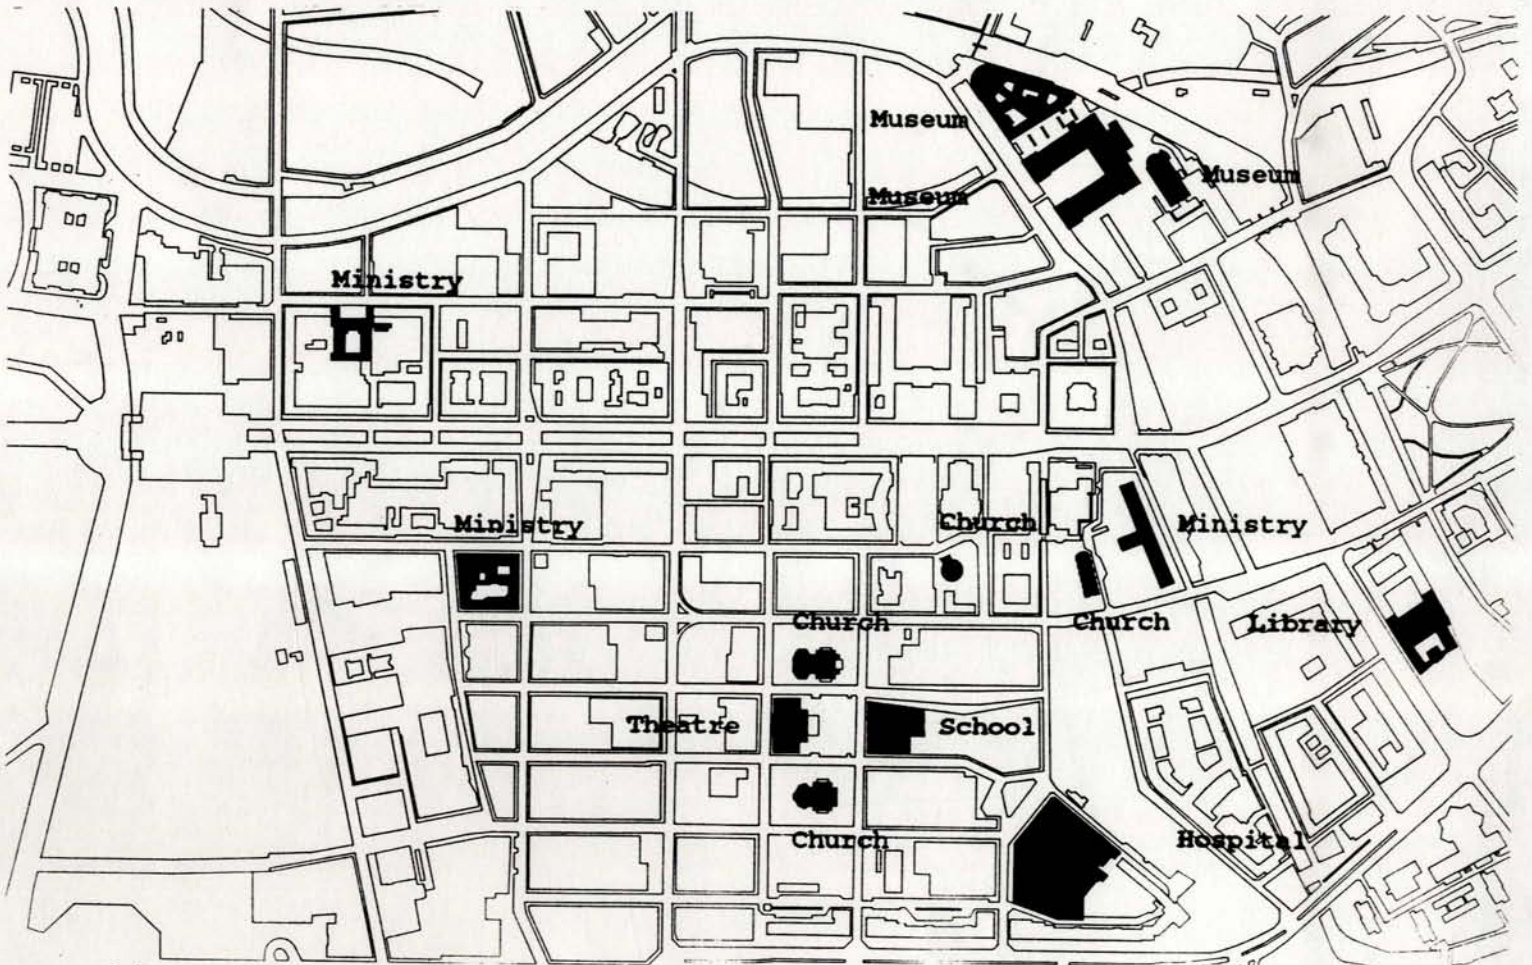 Museum
Museum
Museum
Ministry
Ministry
Church
Ministry
Church
Church
Library
Theatre
School
Church
Hospital